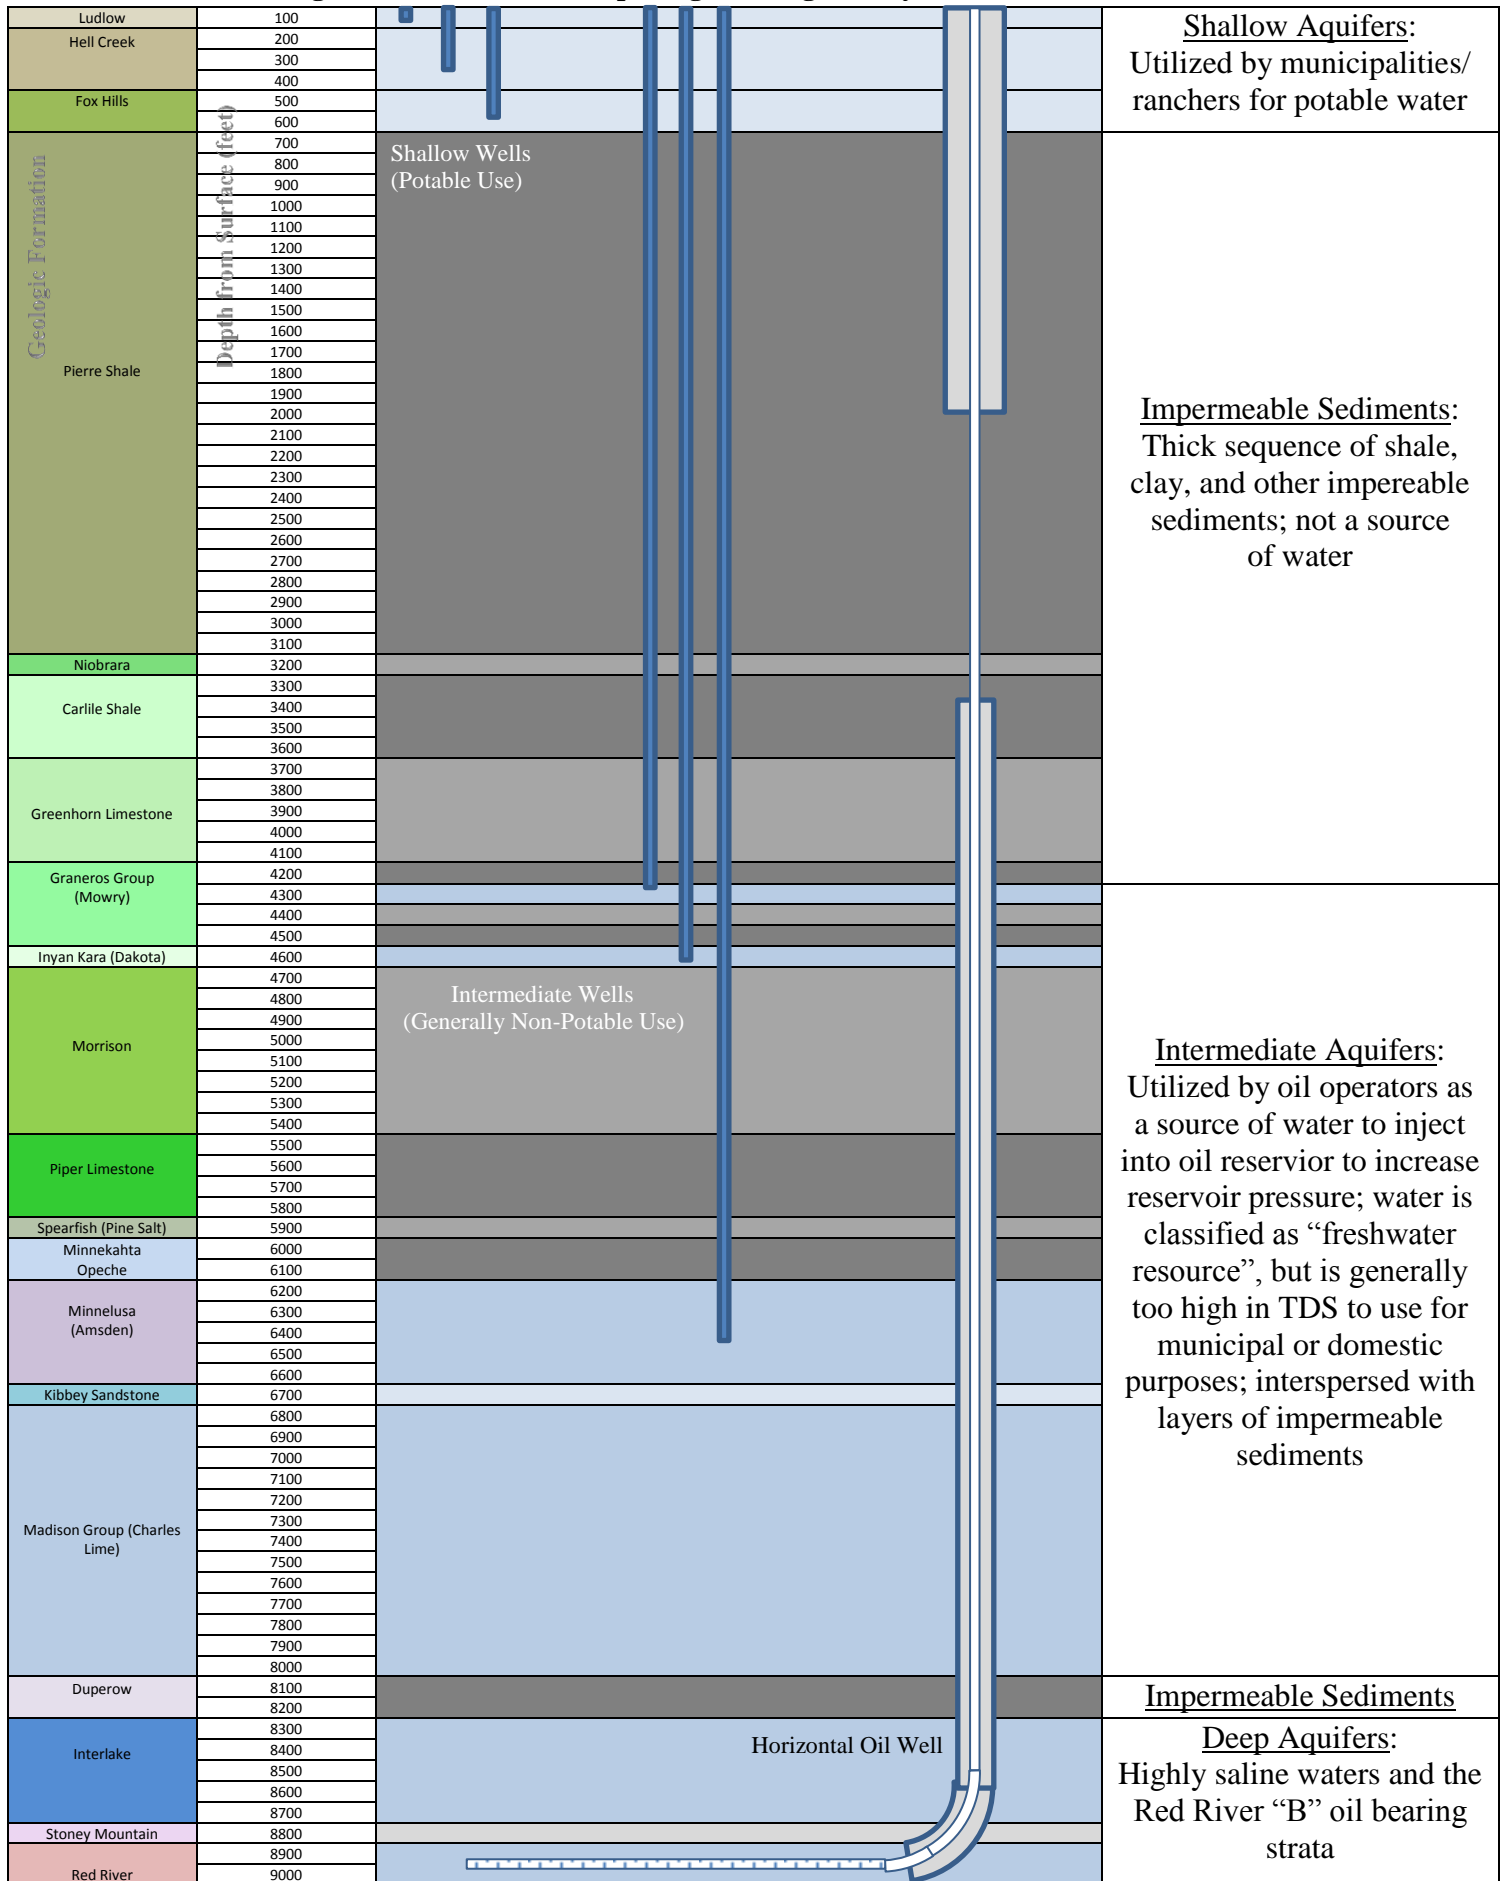 Ludlow
Hell Creek
Fox Hills
Geologic Formation
Pierre Shale
Niobrara
Carlile Shale
Greenhorn Limestone
Graneros Group
(Mowry)
Inyan Kara (Dakota)
Morrison
Piper Limestone
Spearfish (Pine Salt)
Minnekahta
Opeche
Minnelusa
(Amsden)
Kibbey Sandstone
Madison Group (Charles
Lime)
Duperow
Interlake
Stoney Mountain
Red River
Depth from Surface (feet)
100
200
300
400
500
600
700
800
900
1000
1100
1200
1300
1400
1500
1600
1700
1800
1900
2000
2100
2200
2300
2400
2500
2600
2700
2800
2900
3000
3100
3200
3300
3400
3500
3600
3700
3800
3900
4000
4100
4200
4300
4400
4500
4600
4700
4800
4900
5000
5100
5200
5300
5400
5500
5600
5700
5800
5900
6000
6100
6200
6300
6400
6500
6600
6700
6800
6900
7000
7100
7200
7300
7400
7500
7600
7700
7800
7900
8000
8100
8200
8300
8400
8500
8600
8700
8800
8900
9000
Shallow Wells
(Potable Use)
Intermediate Wells
(Generally Non-Potable Use)
Horizontal Oil Well
Shallow Aquifers:
Utilized by municipalities/
ranchers for potable water
Impermeable Sediments:
Thick sequence of shale,
clay, and other impereable
sediments; not a source
of water
Intermediate Aquifers:
Utilized by oil operators as
a source of water to inject
into oil reservior to increase
reservoir pressure; water is
classified as “freshwater
resource”, but is generally
too high in TDS to use for
municipal or domestic
purposes; interspersed with
layers of impermeable
sediments
Impermeable Sediments
Deep Aquifers:
Highly saline waters and the
Red River “B” oil bearing
strata